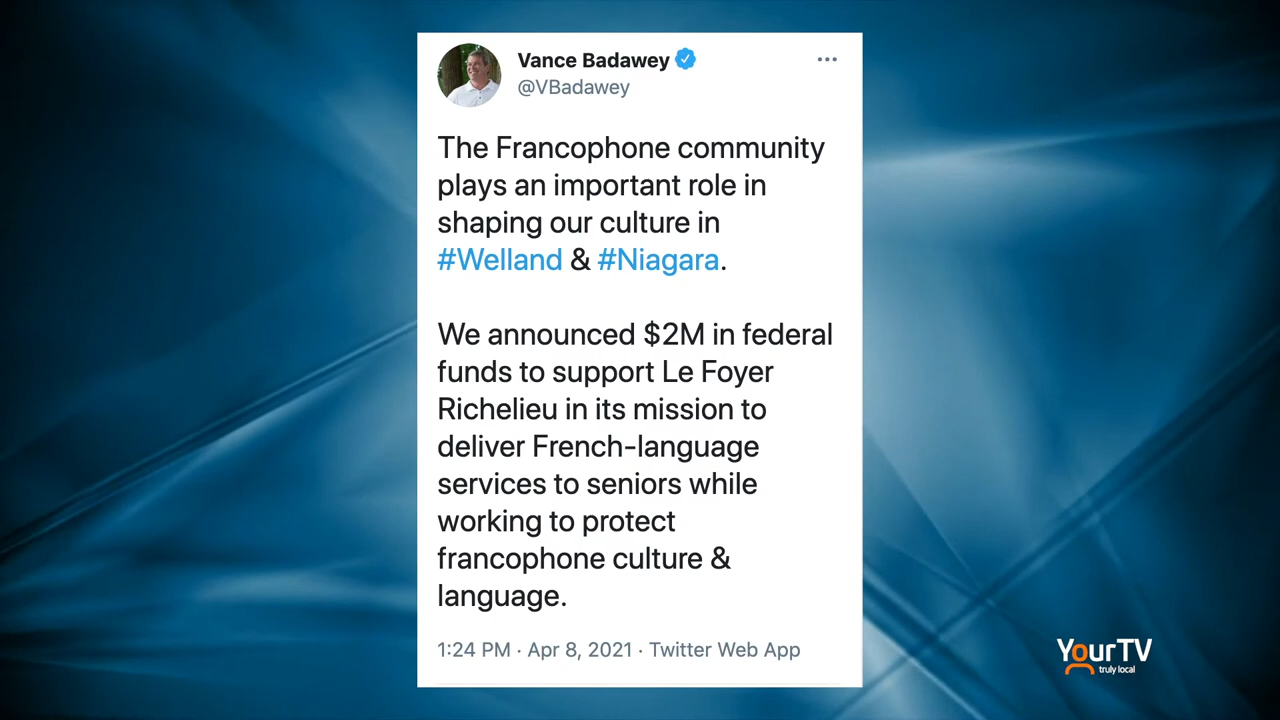 Vance Badawey
@VBadawey
The Francophone community
plays an important role in
shaping our culture in
#Welland & #Niagara.
We announced $2M in federal
funds to support Le Foyer
Richelieu in its mission to
deliver French-language
services to seniors while
working to protect
francophone culture &
language.
1:24 PM · Apr 8, 2021 · Twitter Web App
YourTV
truly local